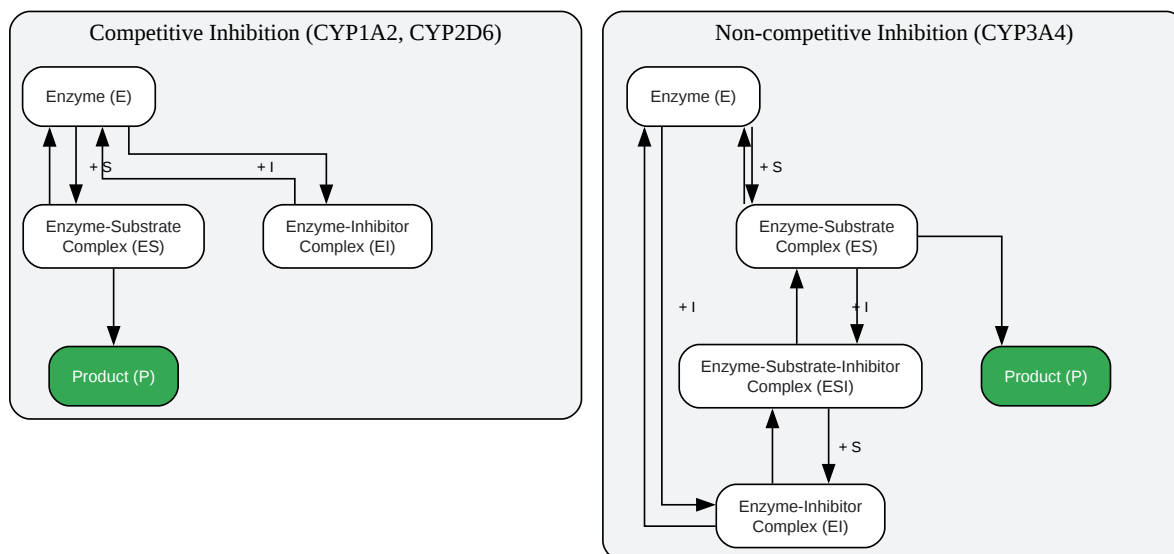 Competitive Inhibition (CYP1A2, CYP2D6)
Enzyme (E)
+ S
+ I
Enzyme-Substrate
Complex (ES)
Enzyme-Inhibitor
Complex (EI)
Product (P)
Non-competitive Inhibition (CYP3A4)
Enzyme (E)
+ S
Enzyme-Substrate
Complex (ES)
+ I
+ I
Enzyme-Substrate-Inhibitor
Complex (ESI)
Product (P)
+ S
Enzyme-Inhibitor
Complex (EI)